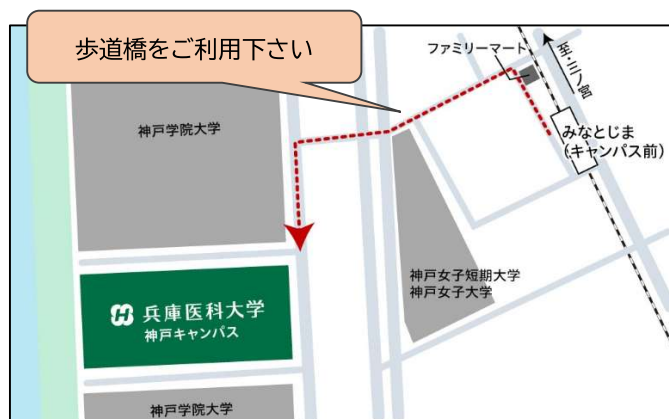 歩道橋をご利用下さい
ファミリーマート
至・三ノ宮
みなとじま
(キャンパス前)
神戸学院大学
神戸女子短期大学
神戸女子大学
兵庫医科大学
神戸キャンパス
神戸学院大学